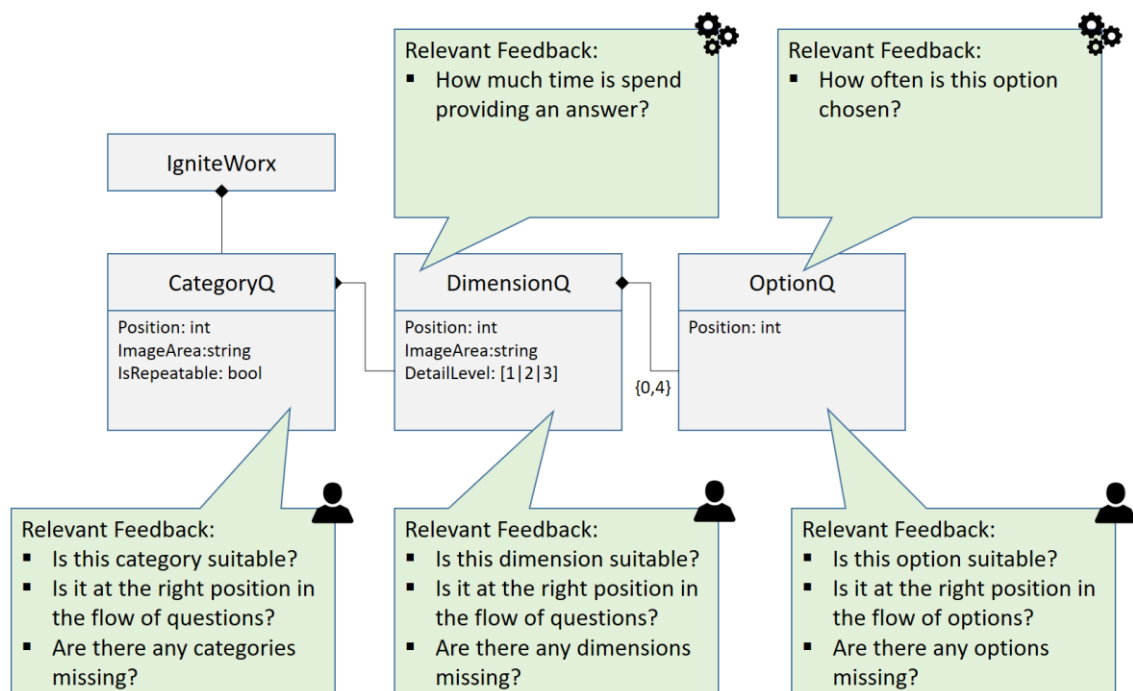 Relevant Feedback:
▪ How much time is spend
providing an answer?
Relevant Feedback:
▪ How often is this option
chosen?
IgniteWorx
CategoryQ
Position: int
ImageArea:string
IsRepeatable: bool
DimensionQ
Position: int
ImageArea:string
DetailLevel: [1|2|3]
{0,4}
OptionQ
Position: int
Relevant Feedback:
▪ Is this category suitable?
▪ Is it at the right position in
the flow of questions?
▪ Are there any categories
missing?
Relevant Feedback:
▪ Is this dimension suitable?
▪ Is it at the right position in
the flow of questions?
▪ Are there any dimensions
missing?
Relevant Feedback:
▪ Is this option suitable?
▪ Is it at the right position in
the flow of options?
▪ Are there any options
missing?